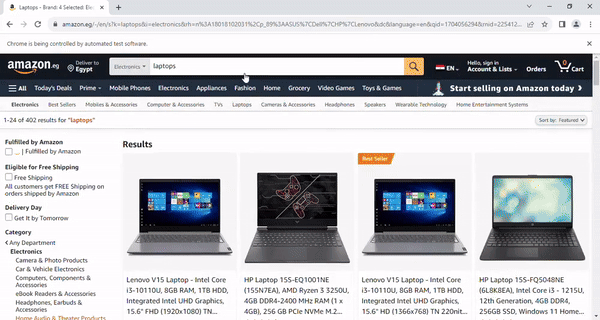 Laptops - Brand: 4 Selected: Ele
amazon.eg/-/en/s?k=laptops&i=electronics&rh=n%3A18018102031%2Cp_89%3AASUS%7CDell%7CHP%7CLenovo&dc&language=en&qid=1704056294&rnid=225412
Chrome is being controlled by automated test software.
amazon.eg
Deliver to
Egypt
Electronics
laptops
EN
Hello, sign in
Account & Lists
Orders
0
Cart
All
Today's Deals
Prime
Mobile Phones
Electronics
Appliances
Fashion
Home
Grocery
Video Games
Toys & Games
Start selling on Amazon today
Electronics
Best Sellers
Mobiles & Accessories
Computer & Accessories
TVs
Laptops
Cameras & Accessories
Headphones
Speakers
Wearable Technology
Home Entertainment Systems
1-24 of 402 results for "laptops"
Sort by: Featured
Fulfilled by Amazon
| Fulfilled by Amazon
Eligible for Free Shipping
Free Shipping
All customers get FREE Shipping on
orders shipped by Amazon
Delivery Day
Get It by Tomorrow
Category
Any Department
Electronics
Camera & Photo Products
Car & Vehicle Electronics
Computers, Components &
Accessories
eBook Readers & Accessories
Headphones, Earbuds &
Accessories
Home Audio & Theater Products
Results
Best Seller
Lenovo V15 Laptop - Intel Core
i3-10110U, 8GB RAM, 1TB HDD,
Integrated Intel UHD Graphics,
15.6" FHD (1920x1080) TN...
HP Laptop 15S-EQ1001NE
(155N7EA), AMD Ryzen 3 3250U,
4GB DDR4-2400 MHz RAM (1 x
4GB), 256 GB PCIe NVMe M.2...
Lenovo V15 Laptop - Intel Core
i3-10110U, 8GB RAM, 1TB HDD,
Integrated Intel UHD Graphics,
15.6" HD (1366x768) TN 220nit...
HP Laptop 15S-FQ5048NE
(6L8K8EA), Intel Core i3 - 1215U,
12th Generation, 4GB DDR4,
256GB SSD, Windows 11 Home...